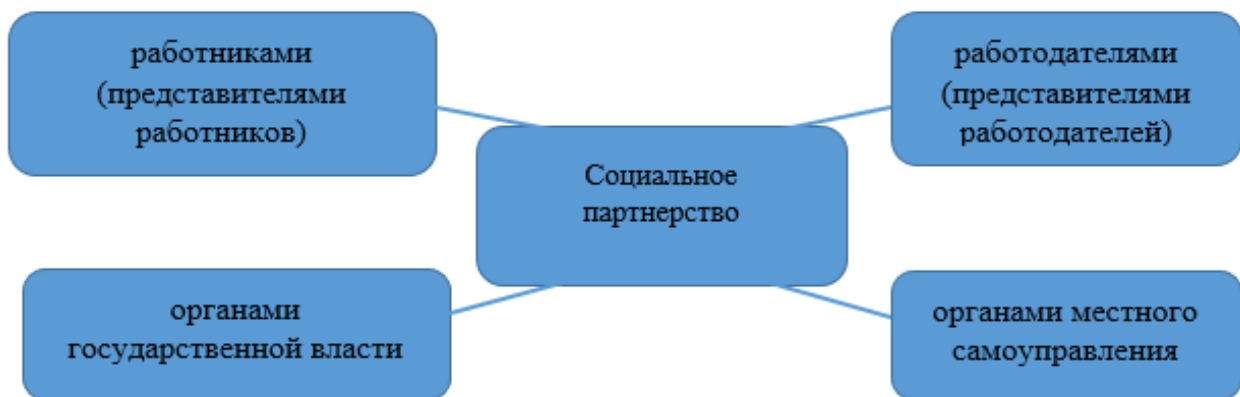 работниками
(представителями
работников)
работодателями
(представителями
работодателей)
Социальное
партнерство
органами
государственной власти
органами местного
самоуправления